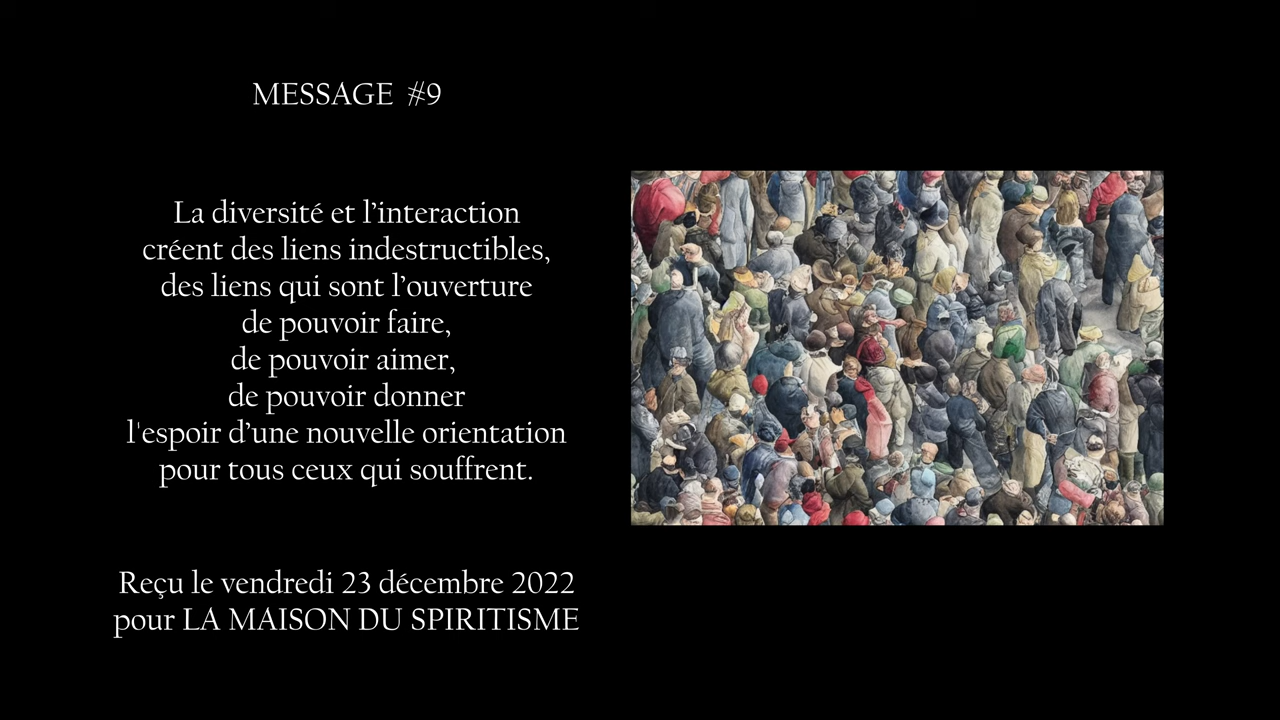 MESSAGE #9
La diversité et l’interaction
créent des liens indestructibles,
des liens qui sont l’ouverture
de pouvoir faire,
de pouvoir aimer,
de pouvoir donner
l'espoir d’une nouvelle orientation
pour tous ceux qui souffrent.
Reçu le vendredi 23 décembre 2022
pour LA MAISON DU SPIRITISME